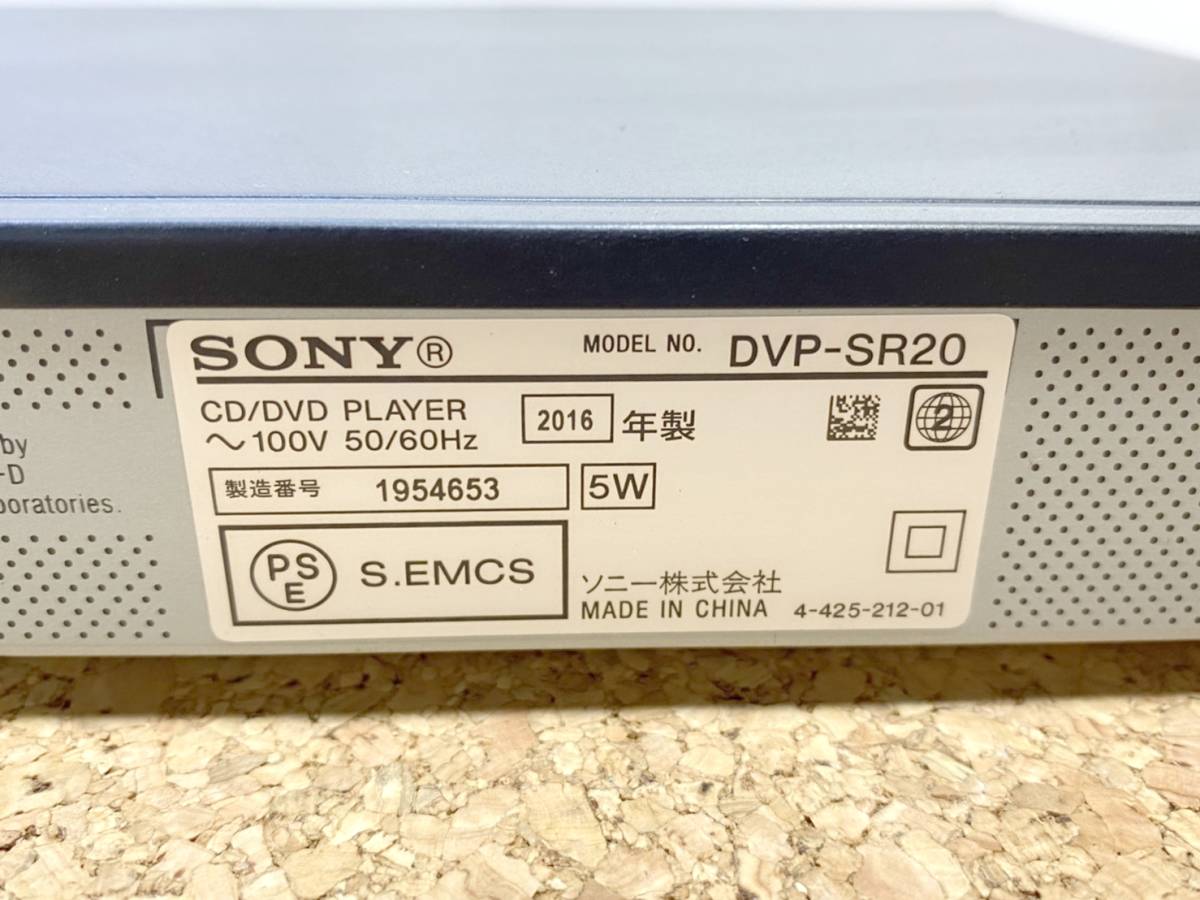 SONY® MODEL NO. DVP-SR20
CD/DVD PLAYER
～100V 50/60Hz
2016 年製
2
製造番号 1954653 5W
PSE S.EMCS
ソニー株式会社
MADE IN CHINA 4-425-212-01
by
-D
oratories.